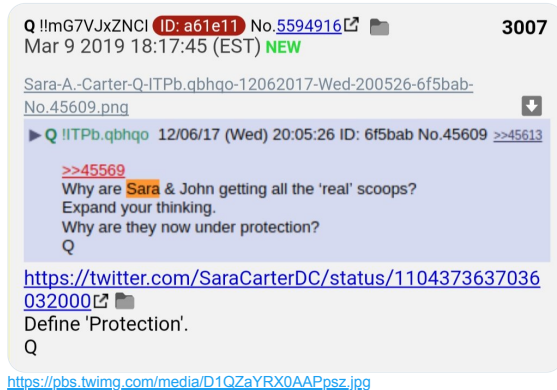 Q !!mG7VJxZNCI ID: a61e11 No.5594916 3007
Mar 9 2019 18:17:45 (EST) NEW
Sara-A.-Carter-Q-ITPb.qbhqo-12062017-Wed-200526-6f5bab-
No.45609.png
▶ Q !ITPb.qbhqo 12/06/17 (Wed) 20:05:26 ID: 6f5bab No.45609 >>45613
>>45569
Why are Sara & John getting all the ‘real’ scoops?
Expand your thinking.
Why are they now under protection?
Q
https://twitter.com/SaraCarterDC/status/1104373637036
032000
Define 'Protection'.
Q
https://pbs.twimg.com/media/D1QZaYRX0AAPpsz.jpg